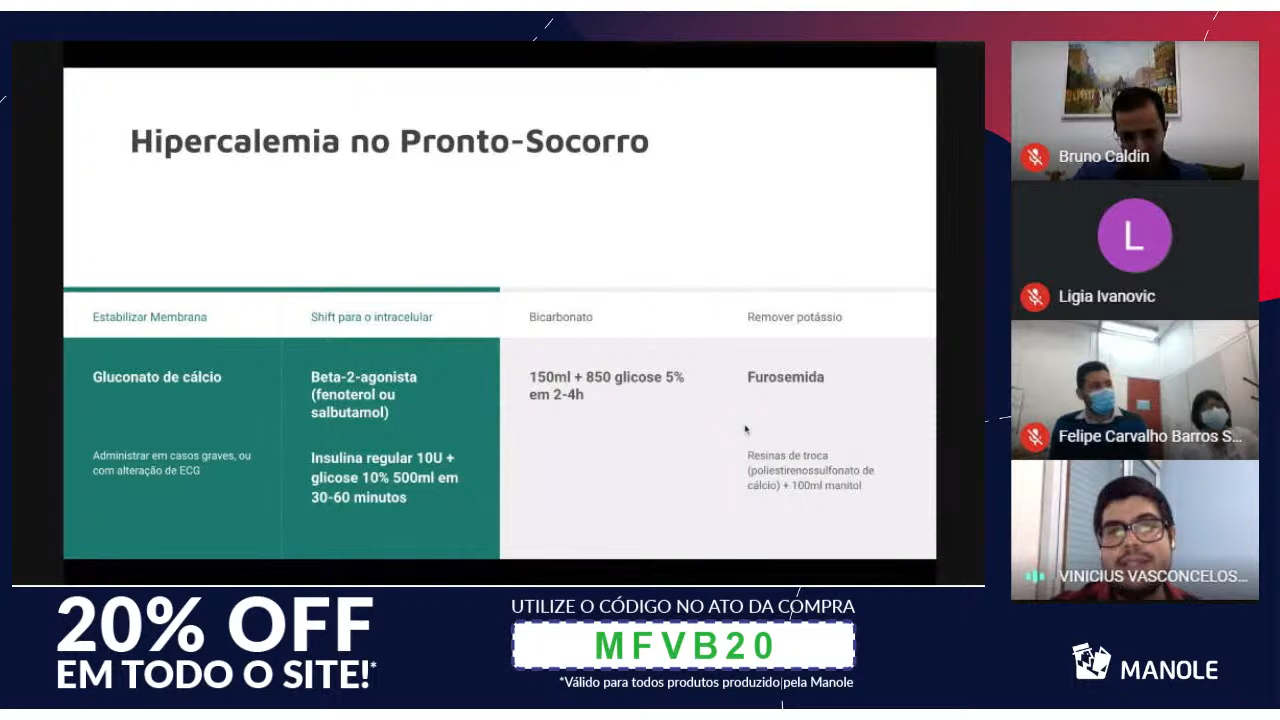 Hipercalemia no Pronto-Socorro
Estabilizar Membrana
Shift para o intracelular
Bicarbonato
Remover potássio
Gluconato de cálcio
Administrar em casos graves, ou
com alteração de ECG
Beta-2-agonista
(fenoterol ou
salbutamol)
Insulina regular 10U +
glicose 10% 500ml em
30-60 minutos
150ml + 850 glicose 5%
em 2-4h
Furosemida
Resinas de troca
(poliestirenossulfonato de
cálcio) + 100ml manitol
Bruno Caldin
L
Ligia Ivanovic
Felipe Carvalho Barros S...
VINICIUS VASCONCELOS...
20% OFF
EM TODO O SITE!*
UTILIZE O CÓDIGO NO ATO DA COMPRA
MFVB20
*Válido para todos produtos produzido pela Manole
MANOLE